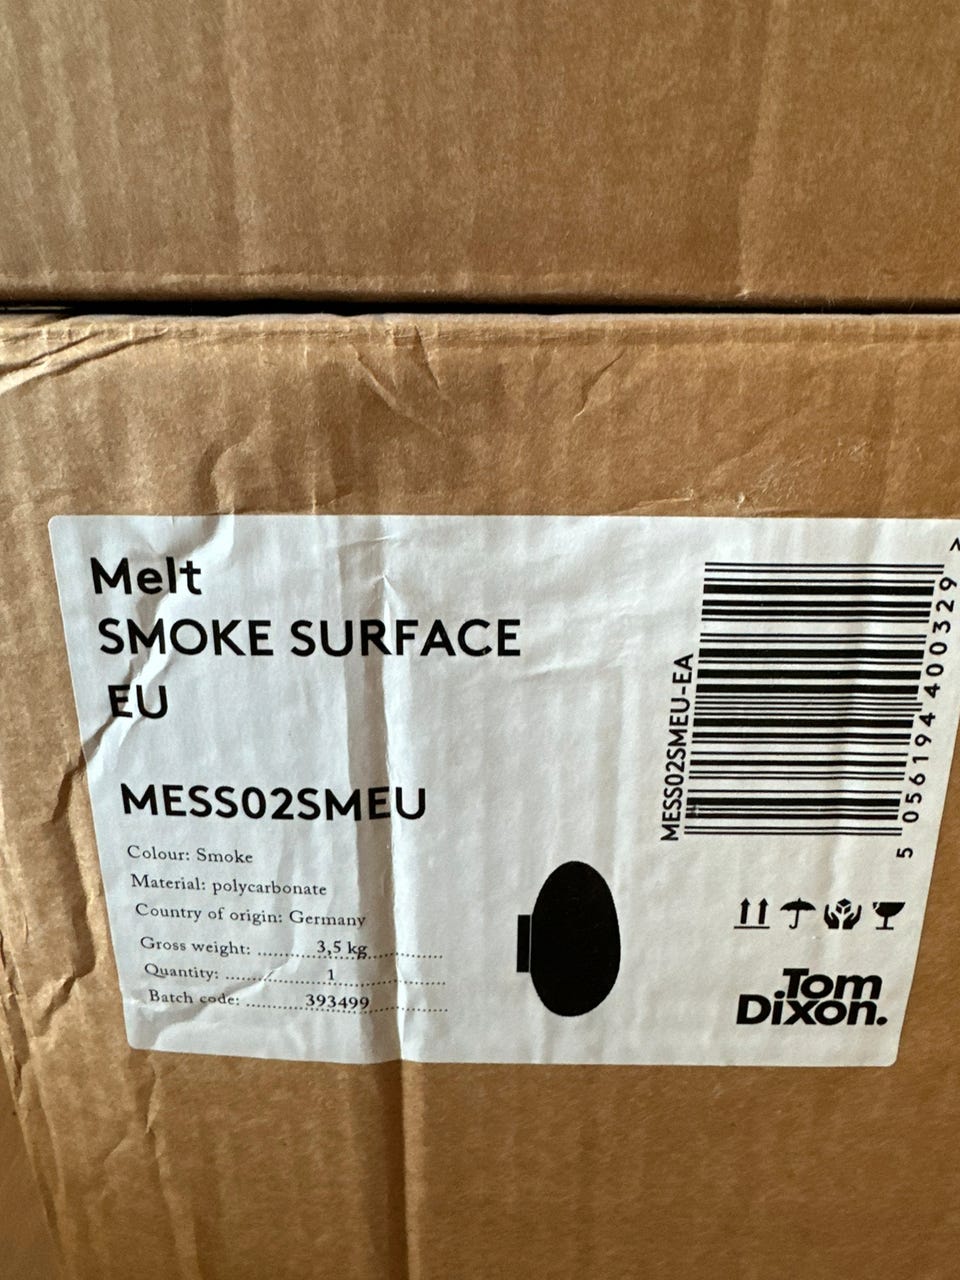 Melt
SMOKE SURFACE
EU
MESS02SMEU
Colour: Smoke
Material: polycarbonate
Country of origin: Germany
Gross weight: .............. 3,5 kg..................
Quantity: .................... 1 ......................
Batch code: ............. 393499...................
MESS02SMEU-EA
5 056194 400329 >
Tom
Dixon.